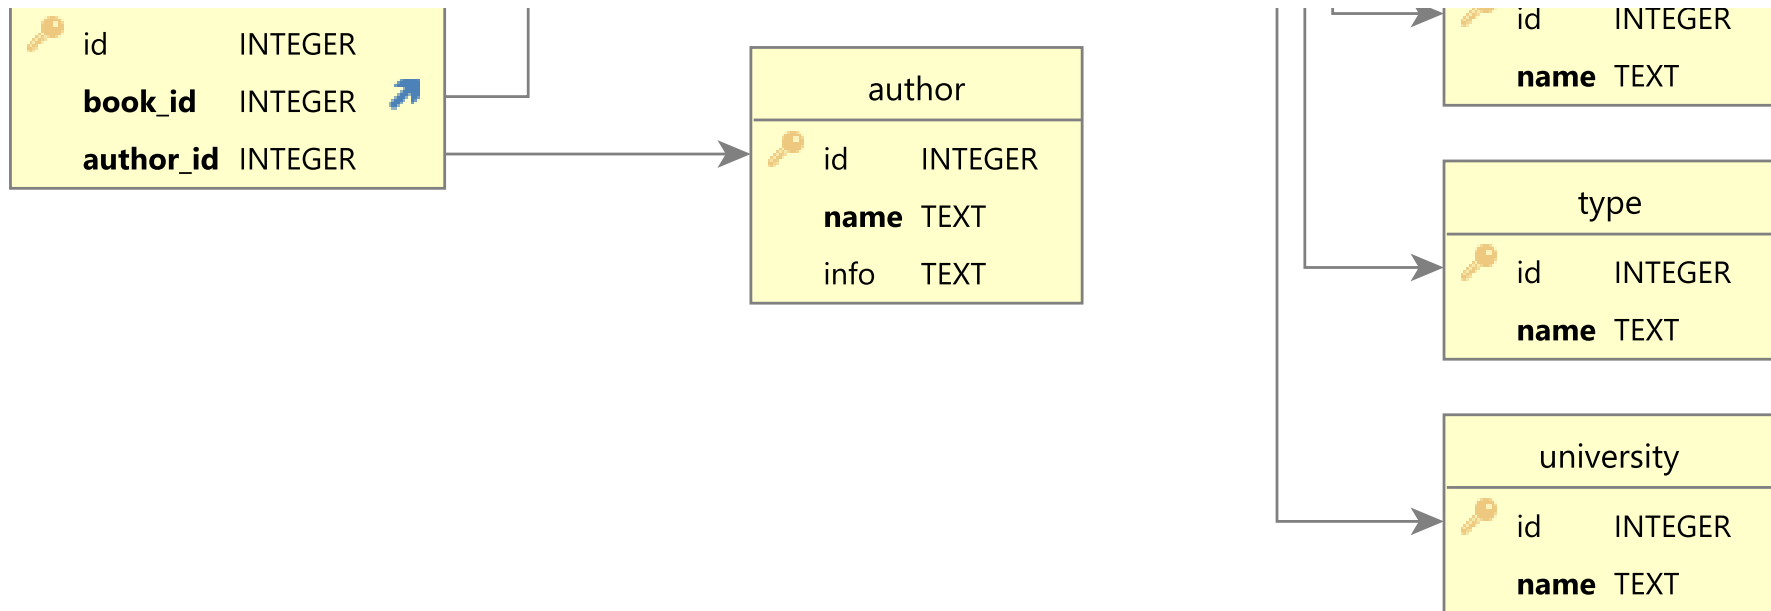 id INTEGER
book_id INTEGER
author_id INTEGER
author
id INTEGER
name TEXT
info TEXT
id INTEGER
name TEXT
type
id INTEGER
name TEXT
university
id INTEGER
name TEXT